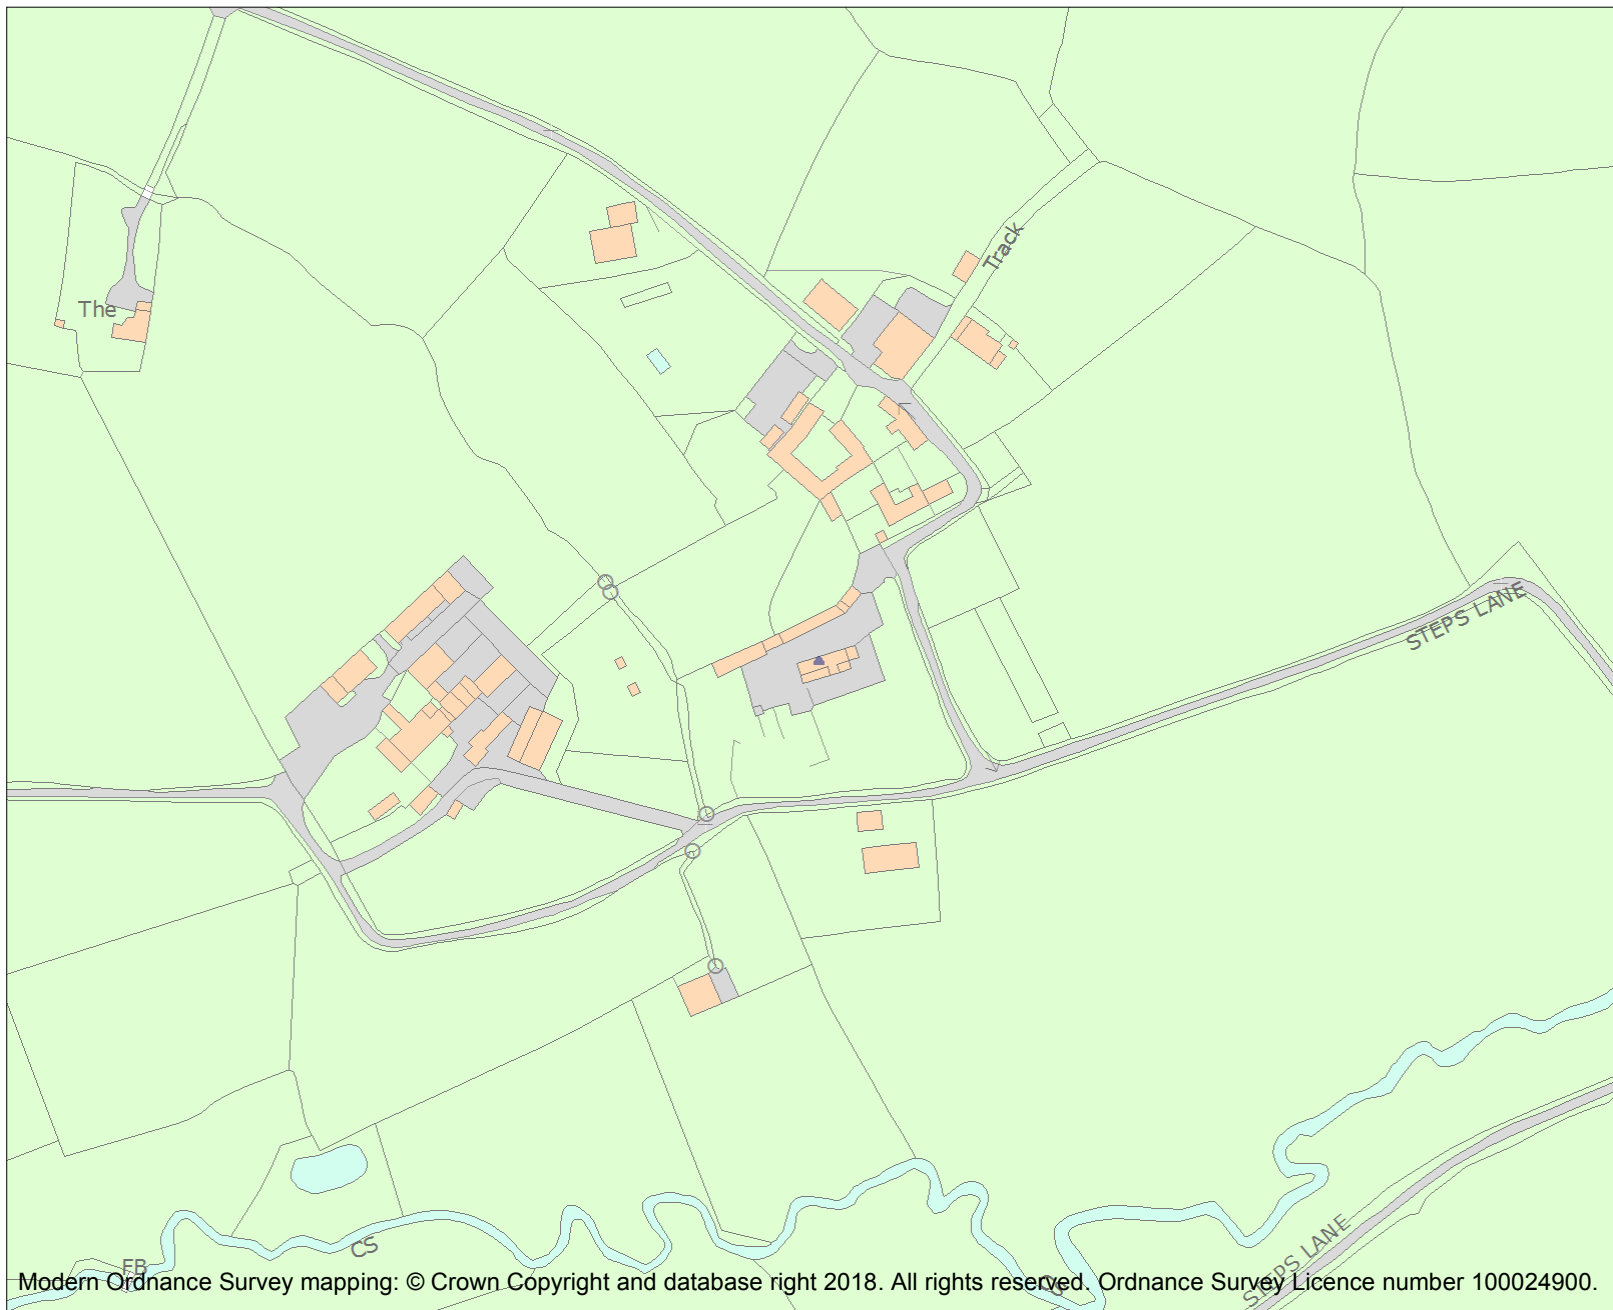 Track
The
STEPS LANE
CS
FB
STEPS LANE
Modern Ordnance Survey mapping: © Crown Copyright and database right 2018. All rights reserved. Ordnance Survey Licence number 100024900.